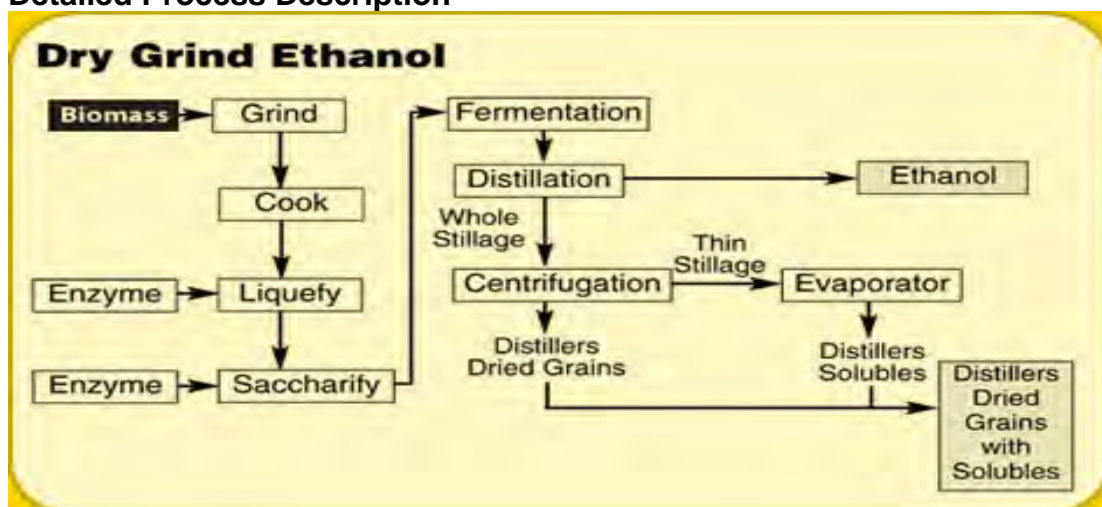 Detailed Process Description
Dry Grind Ethanol
Biomass
Grind
Cook
Enzyme
Liquefy
Enzyme
Saccharify
Fermentation
Distillation
Ethanol
Whole
Stillage
Centrifugation
Thin
Stillage
Evaporator
Distillers
Dried Grains
Distillers
Solubles
Distillers
Dried
Grains
with
Solubles